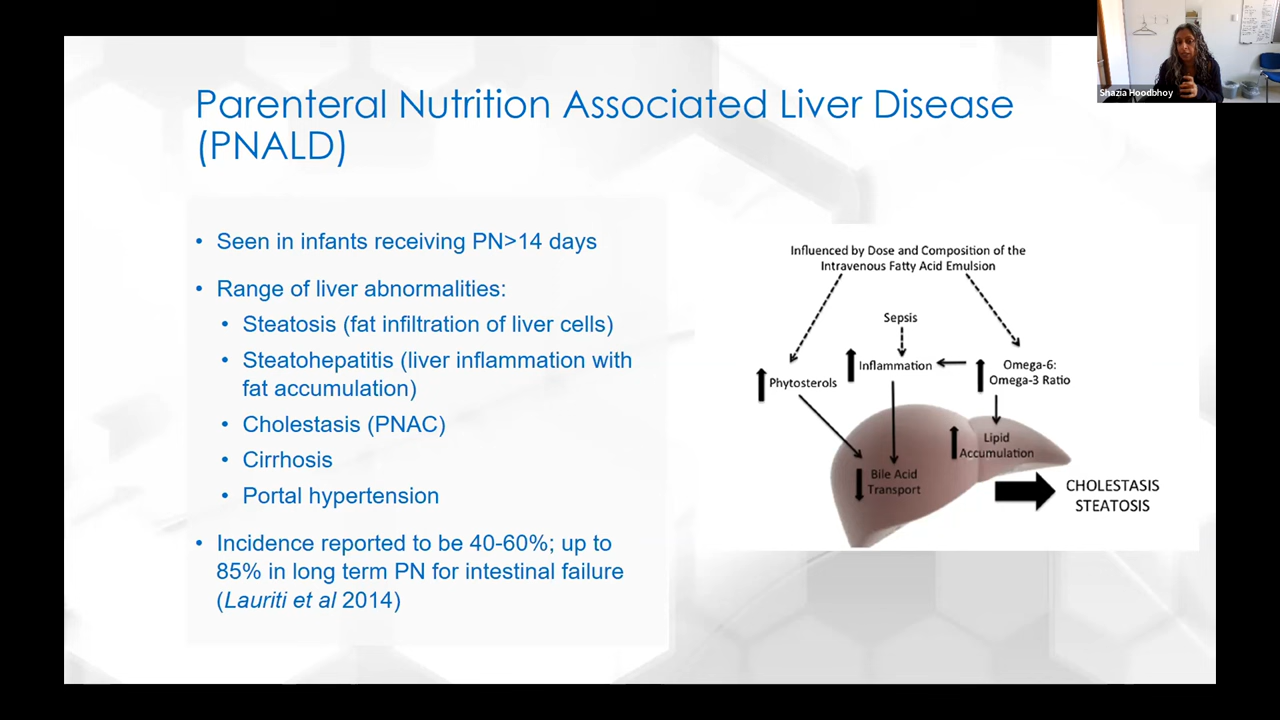 Shazia Hoodbhoy
Parenteral Nutrition Associated Liver Disease
(PNALD)
• Seen in infants receiving PN>14 days
• Range of liver abnormalities:
• Steatosis (fat infiltration of liver cells)
• Steatohepatitis (liver inflammation with
fat accumulation)
• Cholestasis (PNAC)
• Cirrhosis
• Portal hypertension
• Incidence reported to be 40-60%; up to
85% in long term PN for intestinal failure
(Lauriti et al 2014)
Influenced by Dose and Composition of the
Intravenous Fatty Acid Emulsion
Sepsis
Inflammation
Phytosterols
Omega-6:
Omega-3 Ratio
Lipid
Accumulation
Bile Acid
Transport
CHOLESTASIS
STEATOSIS